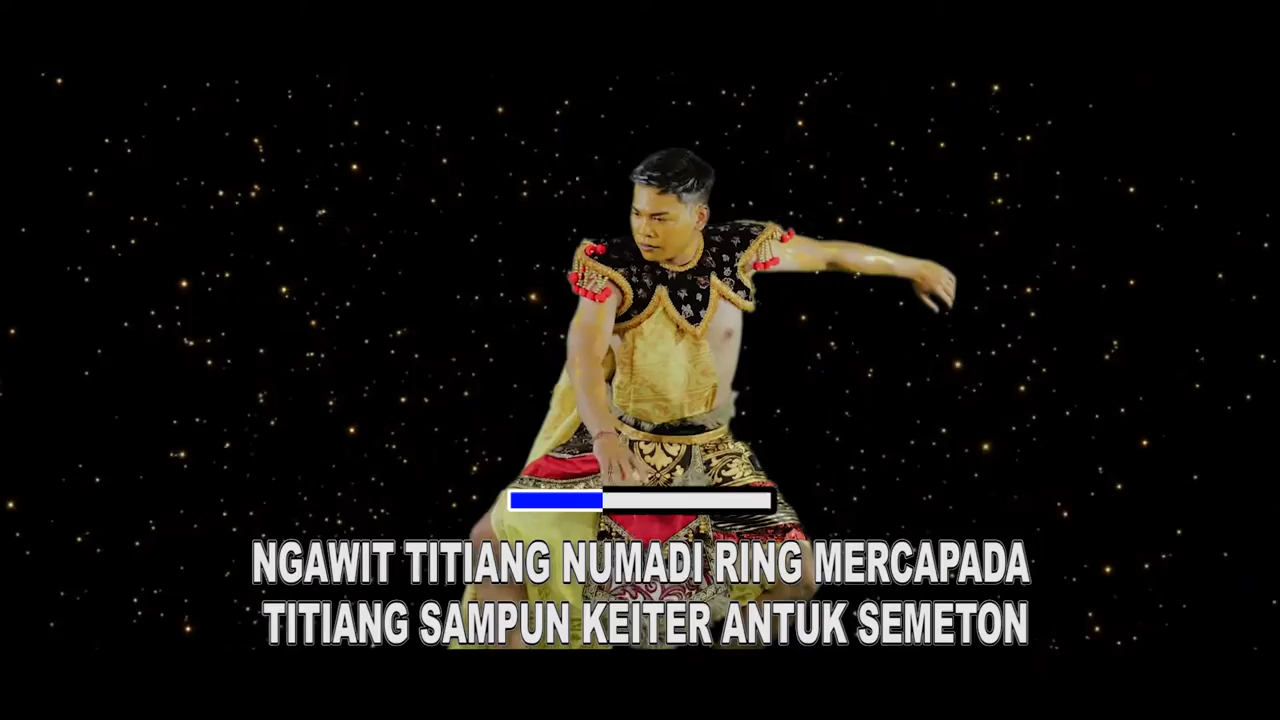 NGAWIT TITIANG NUMADI RING MERCAPADA
TITIANG SAMPUN KEITER ANTUK SEMETON